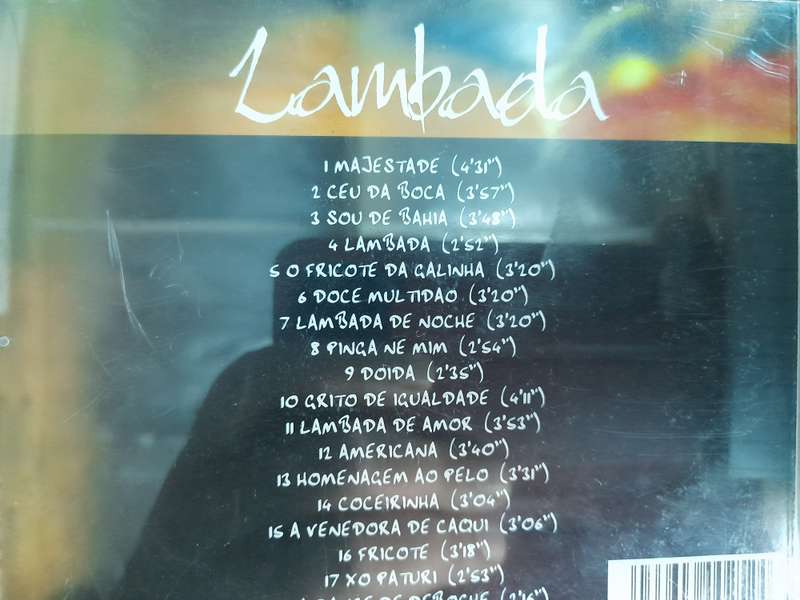 Lambada
1 MAJESTADE (4'31")
2 CEU DA BOCA (3'57")
3 SOU DE BAHIA (3'48")
4 LAMBADA (2'52")
5 O FRICOTE DA GALINHA (3'20")
6 DOCE MULTIDAO (3'20")
7 LAMBADA DE NOCHE (3'20")
8 PINGA NE MIM (2'54")
9 DOIDA (2'35")
10 GRITO DE IGUALDADE (4'11")
11 LAMBADA DE AMOR (3'53")
12 AMERICANA (3'40")
13 HOMENAGEM AO PELO (3'31")
14 COCEIRINHA (3'04")
15 A VENEDORA DE CAQUI (3'06")
16 FRICOTE (3'18")
17 XO PATURI (2'53")
DE DEBOCHE (2'16")